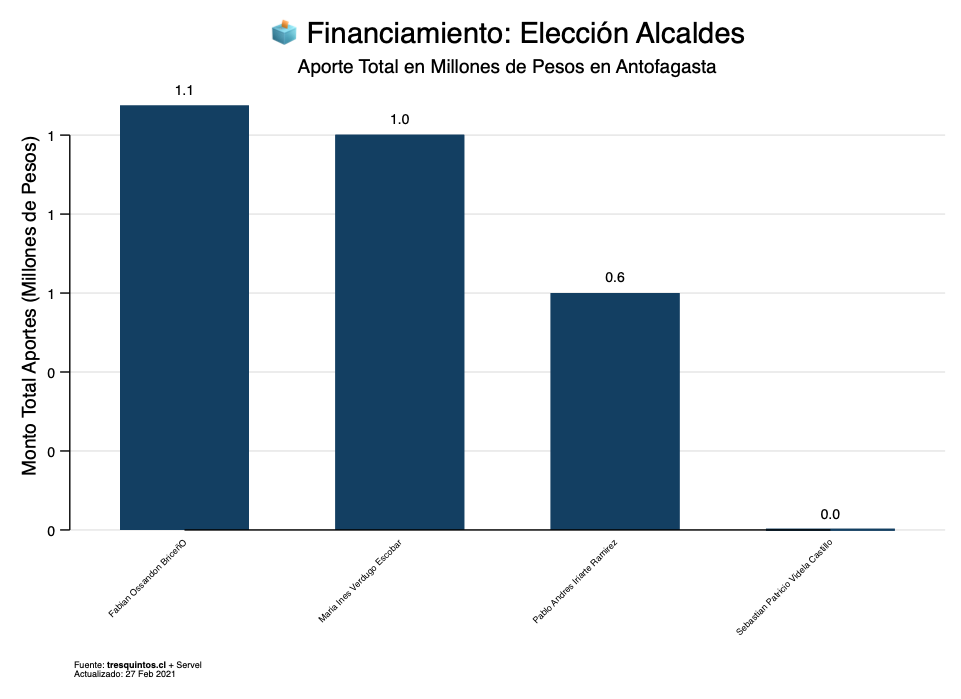 🗳️ Financiamiento: Elección Alcaldes
Aporte Total en Millones de Pesos en Antofagasta
Monto Total Aportes (Millones de Pesos)
1
1
1
0
0
0
1.1
1.0
0.6
0.0
Fabian Ossandon BriceñO
Maria Ines Verdugo Escobar
Pablo Andres Iriarte Ramirez
Sebastian Patricio Videla Castillo
Fuente: tresquintos.cl + Servel
Actualizado: 27 Feb 2021